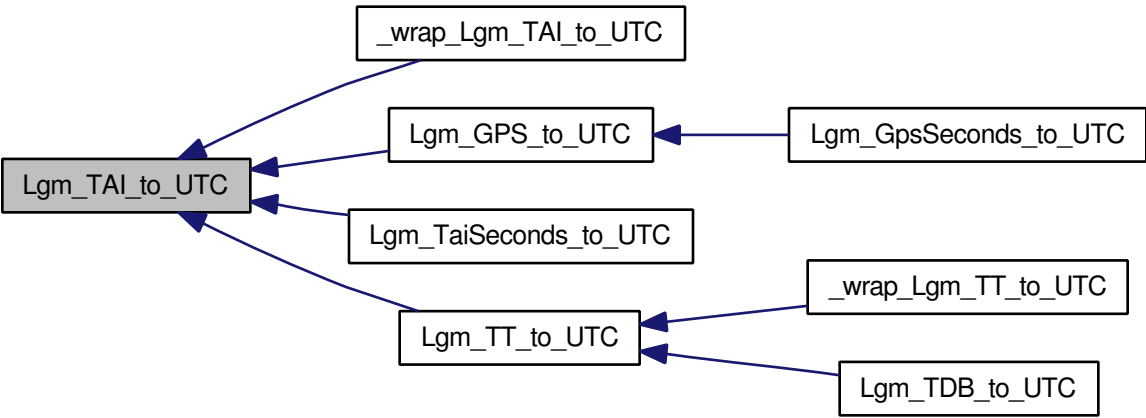 _wrap_Lgm_TAI_to_UTC
Lgm_GPS_to_UTC
Lgm_GpsSeconds_to_UTC
Lgm_TAI_to_UTC
Lgm_TaiSeconds_to_UTC
_wrap_Lgm_TT_to_UTC
Lgm_TT_to_UTC
Lgm_TDB_to_UTC